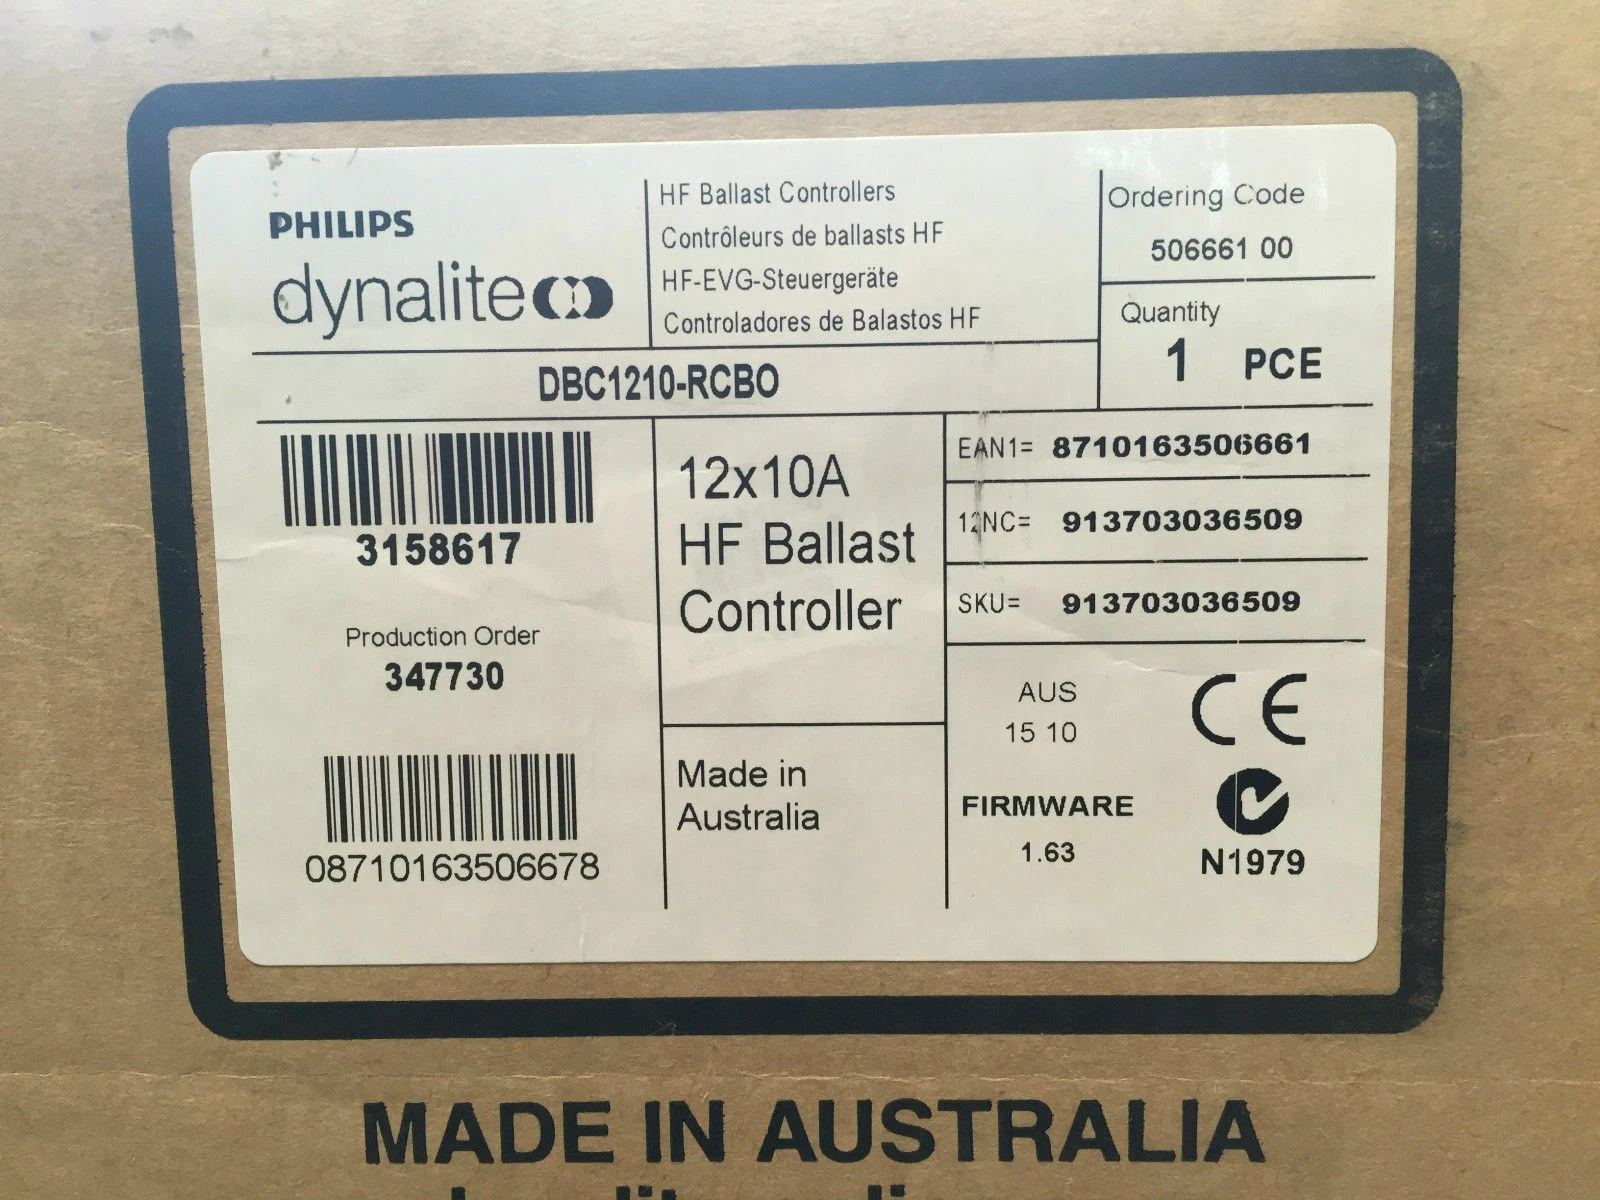 PHILIPS
dynalite
HF Ballast Controllers
Contrôleurs de ballasts HF
HF-EVG-Steuergeräte
Controladores de Balastos HF
Ordering Code
506661 00
Quantity
1 PCE
DBC1210-RCBO
3158617
Production Order
347730
08710163506678
12x10A
HF Ballast
Controller
Made in
Australia
EAN1= 8710163506661
12NC= 913703036509
SKU= 913703036509
AUS
15 10
CE
FIRMWARE
1.63
N1979
MADE IN AUSTRALIA